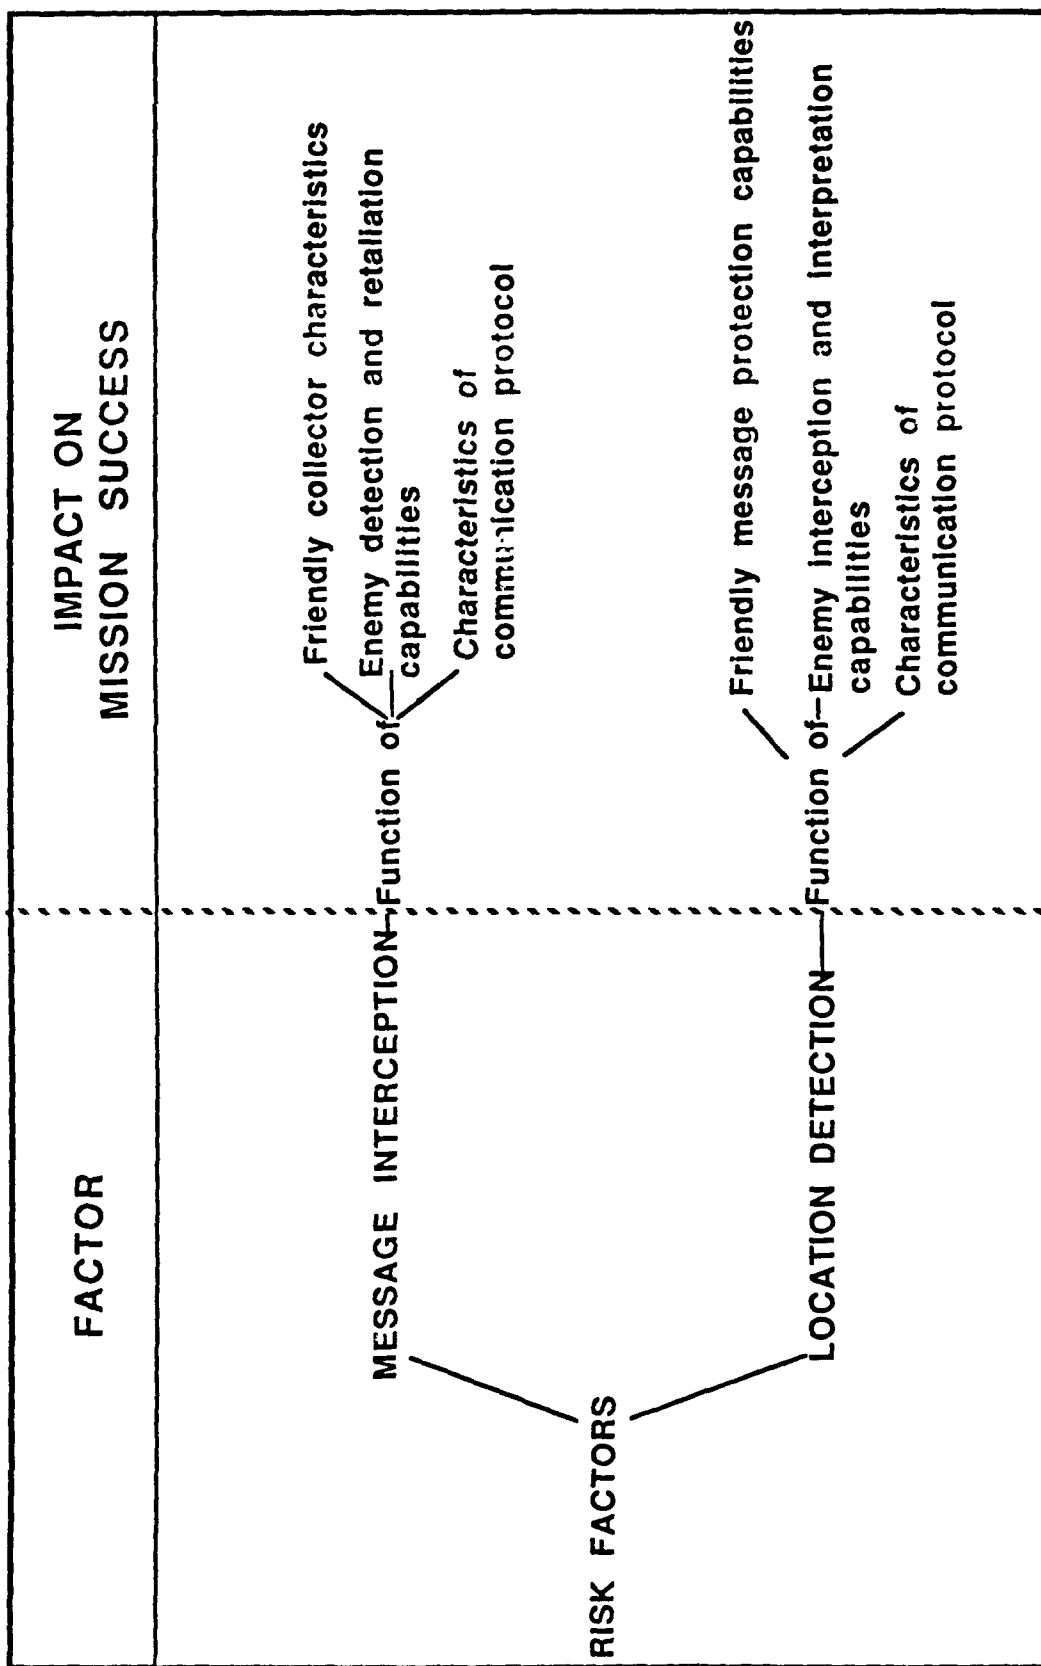 FACTOR
IMPACT ON
MISSION SUCCESS
RISK FACTORS
MESSAGE INTERCEPTION
Function of
Friendly collector characteristics
Enemy detection and retaliation
capabilities
Characteristics of
communication protocol
LOCATION DETECTION
Function of
Friendly message protection capabilities
Enemy interception and interpretation
capabilities
Characteristics of
communication protocol